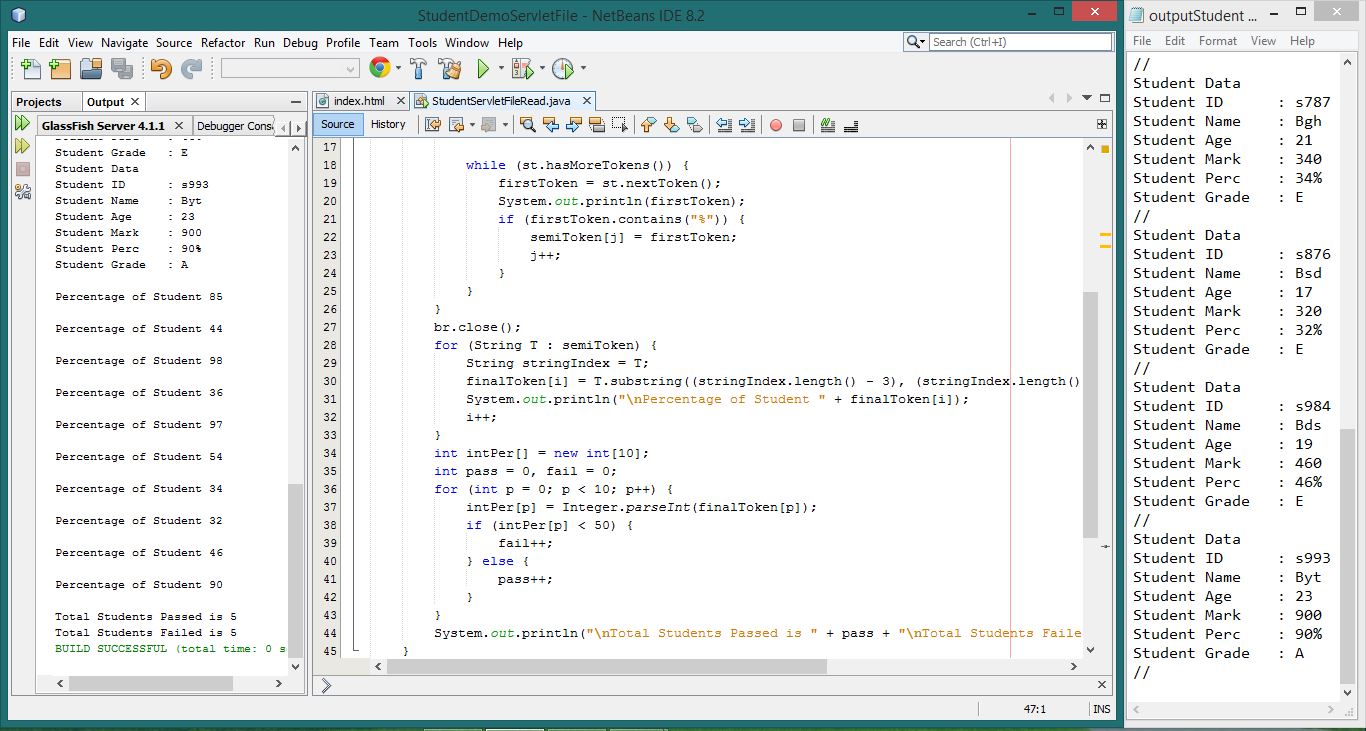 StudentDemoServletFile - NetBeans IDE 8.2
File Edit View Navigate Source Refactor Run Debug Profile Team Tools Window Help
Search (Ctrl+I)
Projects Output
GlassFish Server 4.1.1 Debugger Cons
Student Grade : E
Student Data
Student ID : s993
Student Name : Byt
Student Age : 23
Student Mark : 900
Student Perc : 90%
Student Grade : A
Percentage of Student 85
Percentage of Student 44
Percentage of Student 98
Percentage of Student 36
Percentage of Student 97
Percentage of Student 54
Percentage of Student 34
Percentage of Student 32
Percentage of Student 46
Percentage of Student 90
Total Students Passed is 5
Total Students Failed is 5
BUILD SUCCESSFUL (total time: 0 s
index.html StudentServletFileRead.java
Source History
17
18 while (st.hasMoreTokens()) {
19 firstToken = st.nextToken();
20 System.out.println(firstToken);
21 if (firstToken.contains("%")) {
22 semiToken[j] = firstToken;
23 j++;
24 }
25 }
26 }
27 br.close();
28 for (String T : semiToken) {
29 String stringIndex = T;
30 finalToken[i] = T.substring((stringIndex.length() - 3), (stringIndex.length()
31 System.out.println("\nPercentage of Student " + finalToken[i]);
32 i++;
33 }
34 int intPer[] = new int[10];
35 int pass = 0, fail = 0;
36 for (int p = 0; p < 10; p++) {
37 intPer[p] = Integer.parseInt(finalToken[p]);
38 if (intPer[p] < 50) {
39 fail++;
40 } else {
41 pass++;
42 }
43 }
44 System.out.println("\nTotal Students Passed is " + pass + "\nTotal Students Faile
45 }
47:1 INS
outputStudent ...
File Edit Format View Help
//
Student Data
Student ID : s787
Student Name : Bgh
Student Age : 21
Student Mark : 340
Student Perc : 34%
Student Grade : E
//
Student Data
Student ID : s876
Student Name : Bsd
Student Age : 17
Student Mark : 320
Student Perc : 32%
Student Grade : E
//
Student Data
Student ID : s984
Student Name : Bds
Student Age : 19
Student Mark : 460
Student Perc : 46%
Student Grade : E
//
Student Data
Student ID : s993
Student Name : Byt
Student Age : 23
Student Mark : 900
Student Perc : 90%
Student Grade : A
//